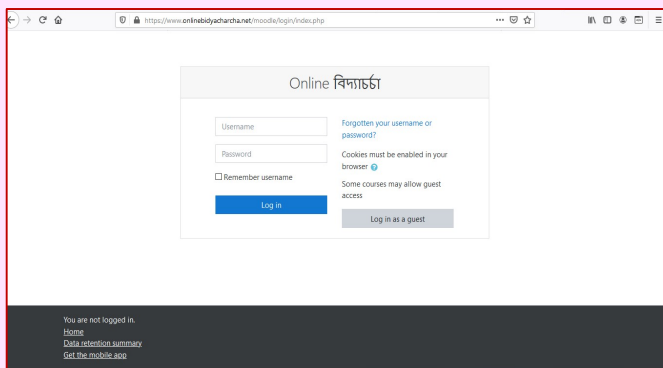 https://www.onlinebidyacharcha.net/moodle/login/index.php
Online বিদ্যাচর্চা
Username
Password
Remember username
Log in
Forgotten your username or
password?
Cookies must be enabled in your
browser
Some courses may allow guest
access
Log in as a guest
You are not logged in.
Home
Data retention summary
Get the mobile app